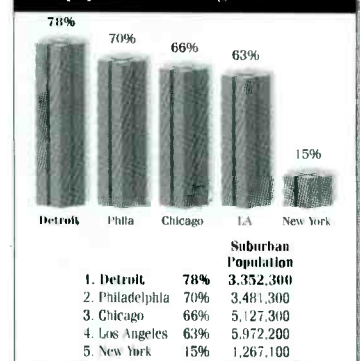 78%
70%
66%
63%
15%
Detroit Phila Chicago LA New York
Suburban
Population
1. Detroit 78% 3,352,300
2. Philadelphia 70% 3,481,300
3. Chicago 66% 5,127,300
4. Los Angeles 63% 5,972,200
5. New York 15% 1,267,100